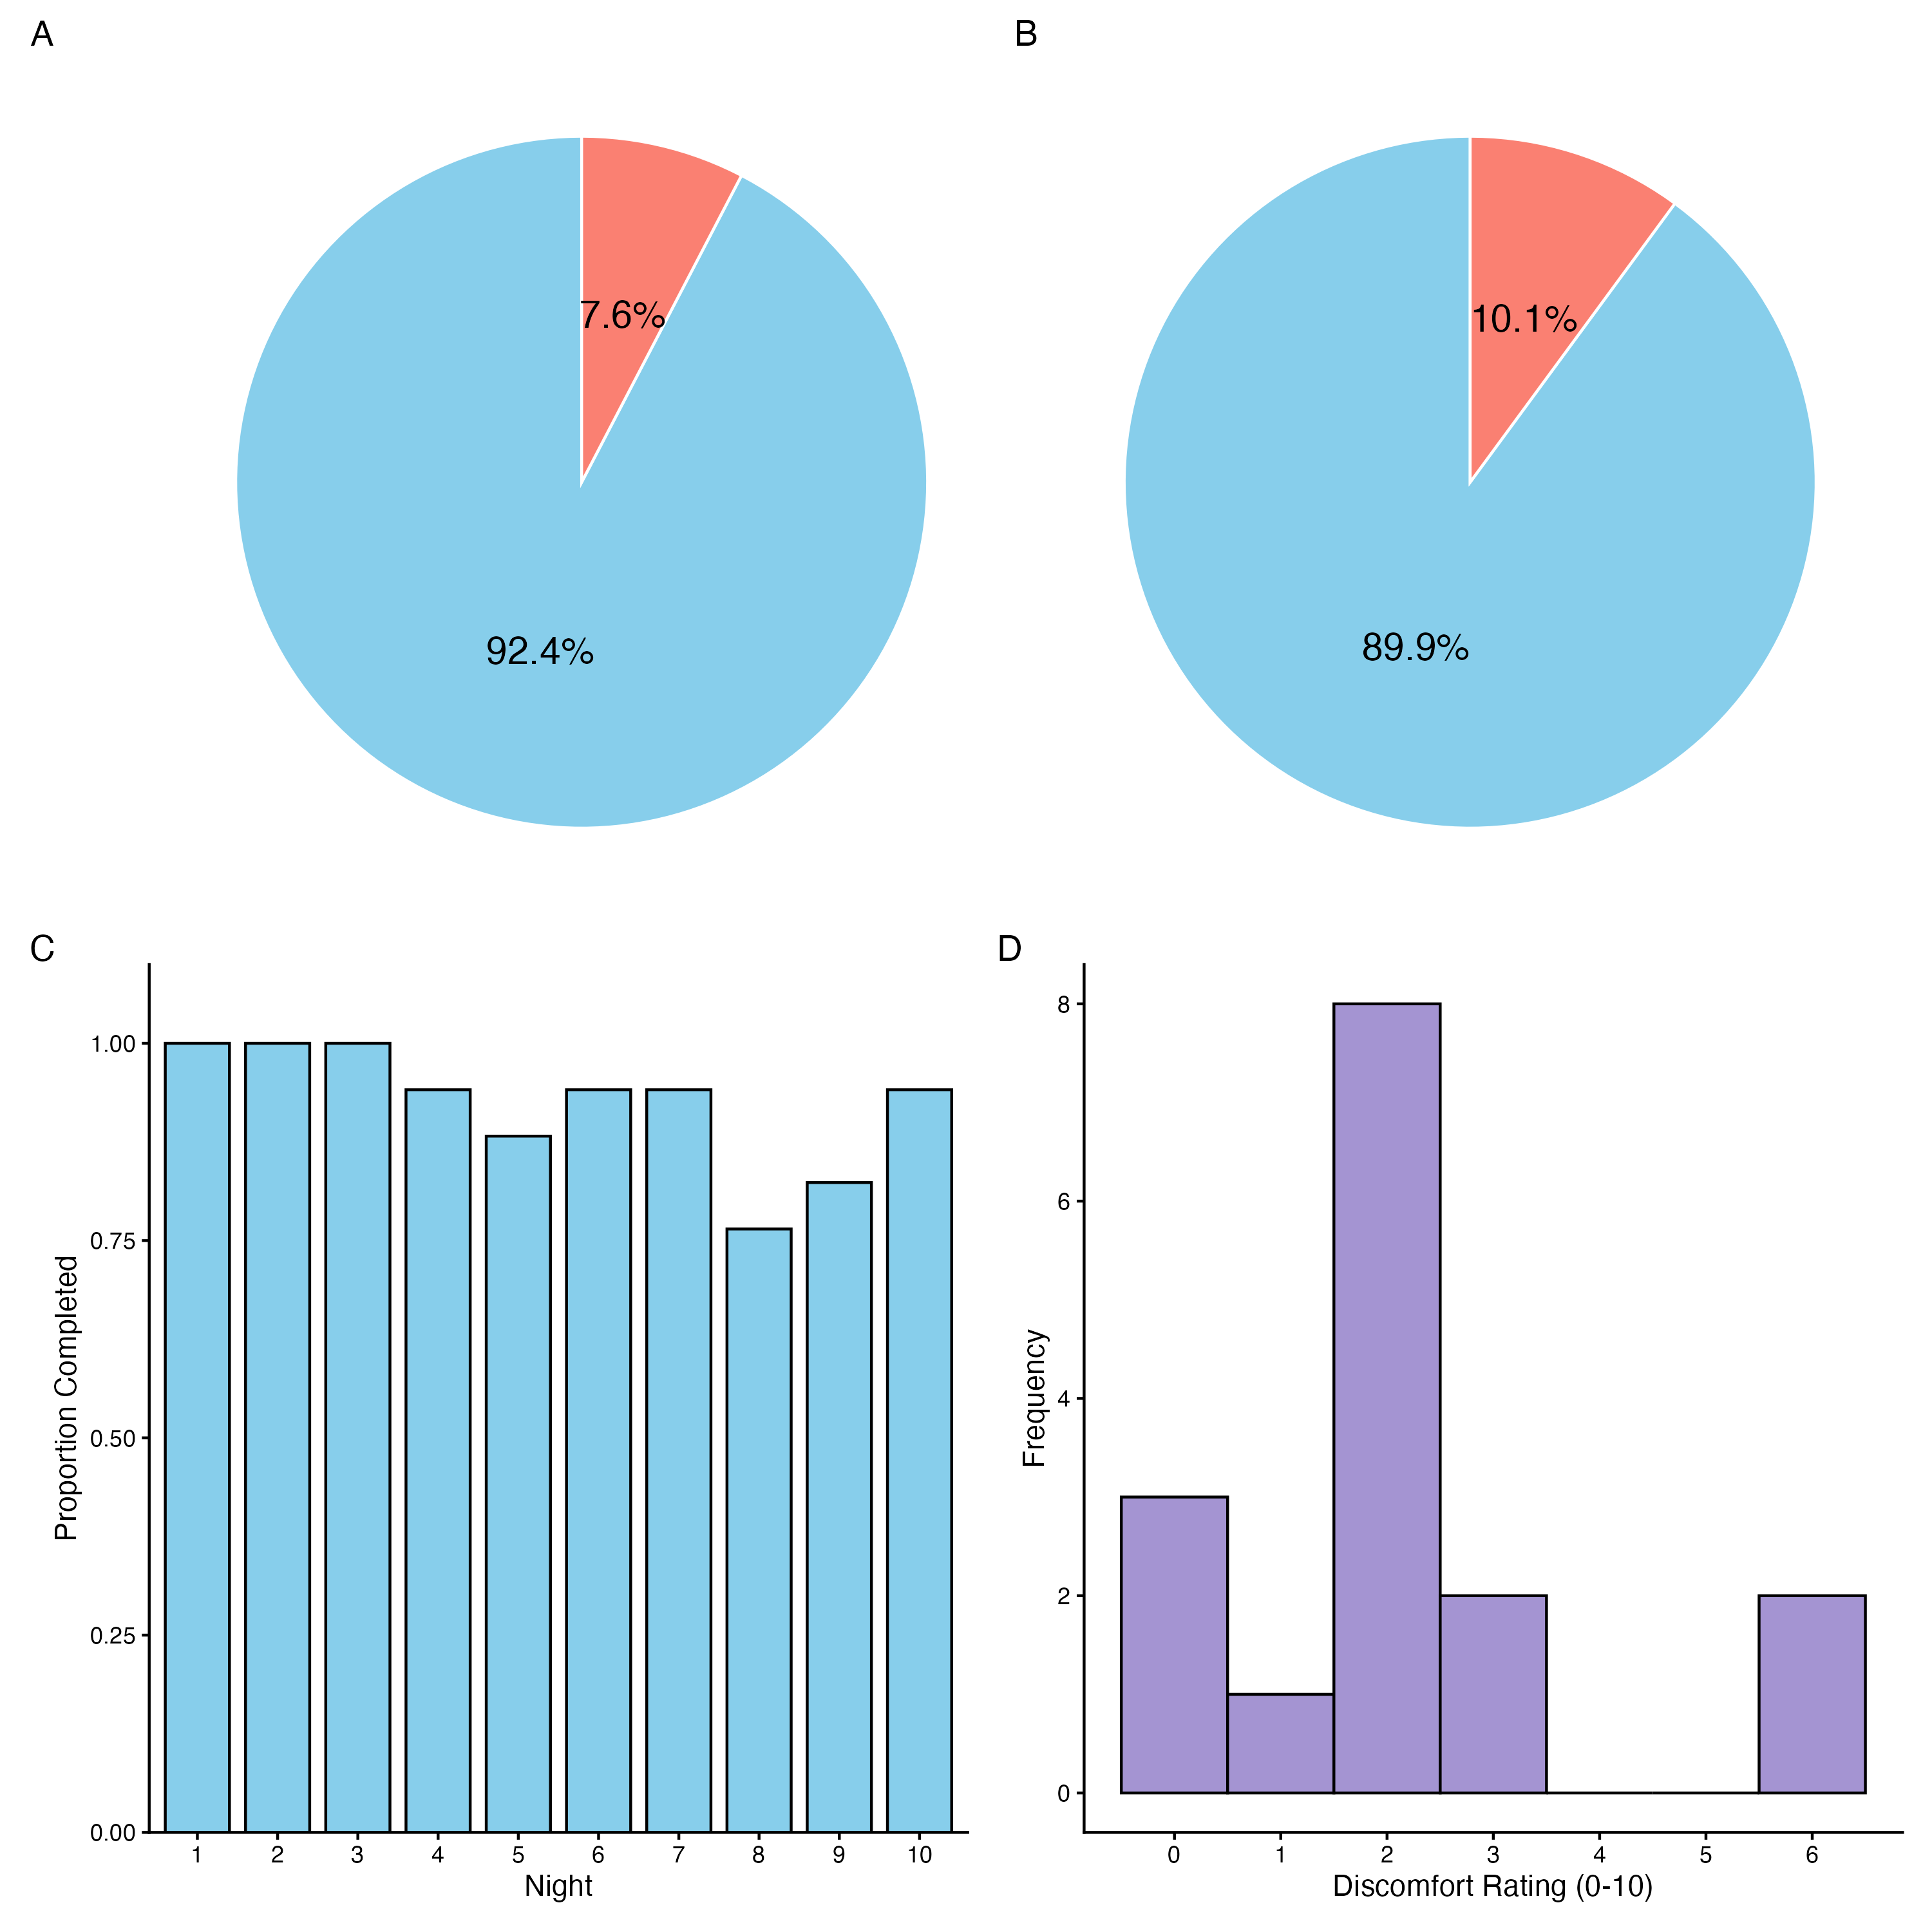 A
7.6%
92.4%
B
10.1%
89.9%
C
Proportion Completed
1.00
0.75
0.50
0.25
0.00
1 2 3 4 5 6 7 8 9 10
Night
D
Frequency
8
6
4
2
0
0 1 2 3 4 5 6
Discomfort Rating (0-10)